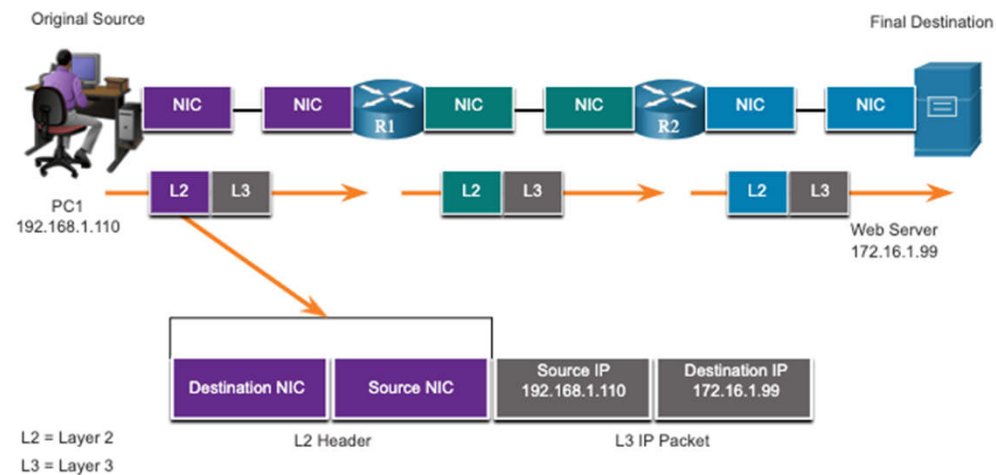 Original Source
Final Destination
NIC
NIC
R1
NIC
NIC
R2
NIC
NIC
L2
L3
L2
L3
L2
L3
PC1
192.168.1.110
Web Server
172.16.1.99
Destination NIC
Source NIC
Source IP
192.168.1.110
Destination IP
172.16.1.99
L2 Header
L3 IP Packet
L2 = Layer 2
L3 = Layer 3